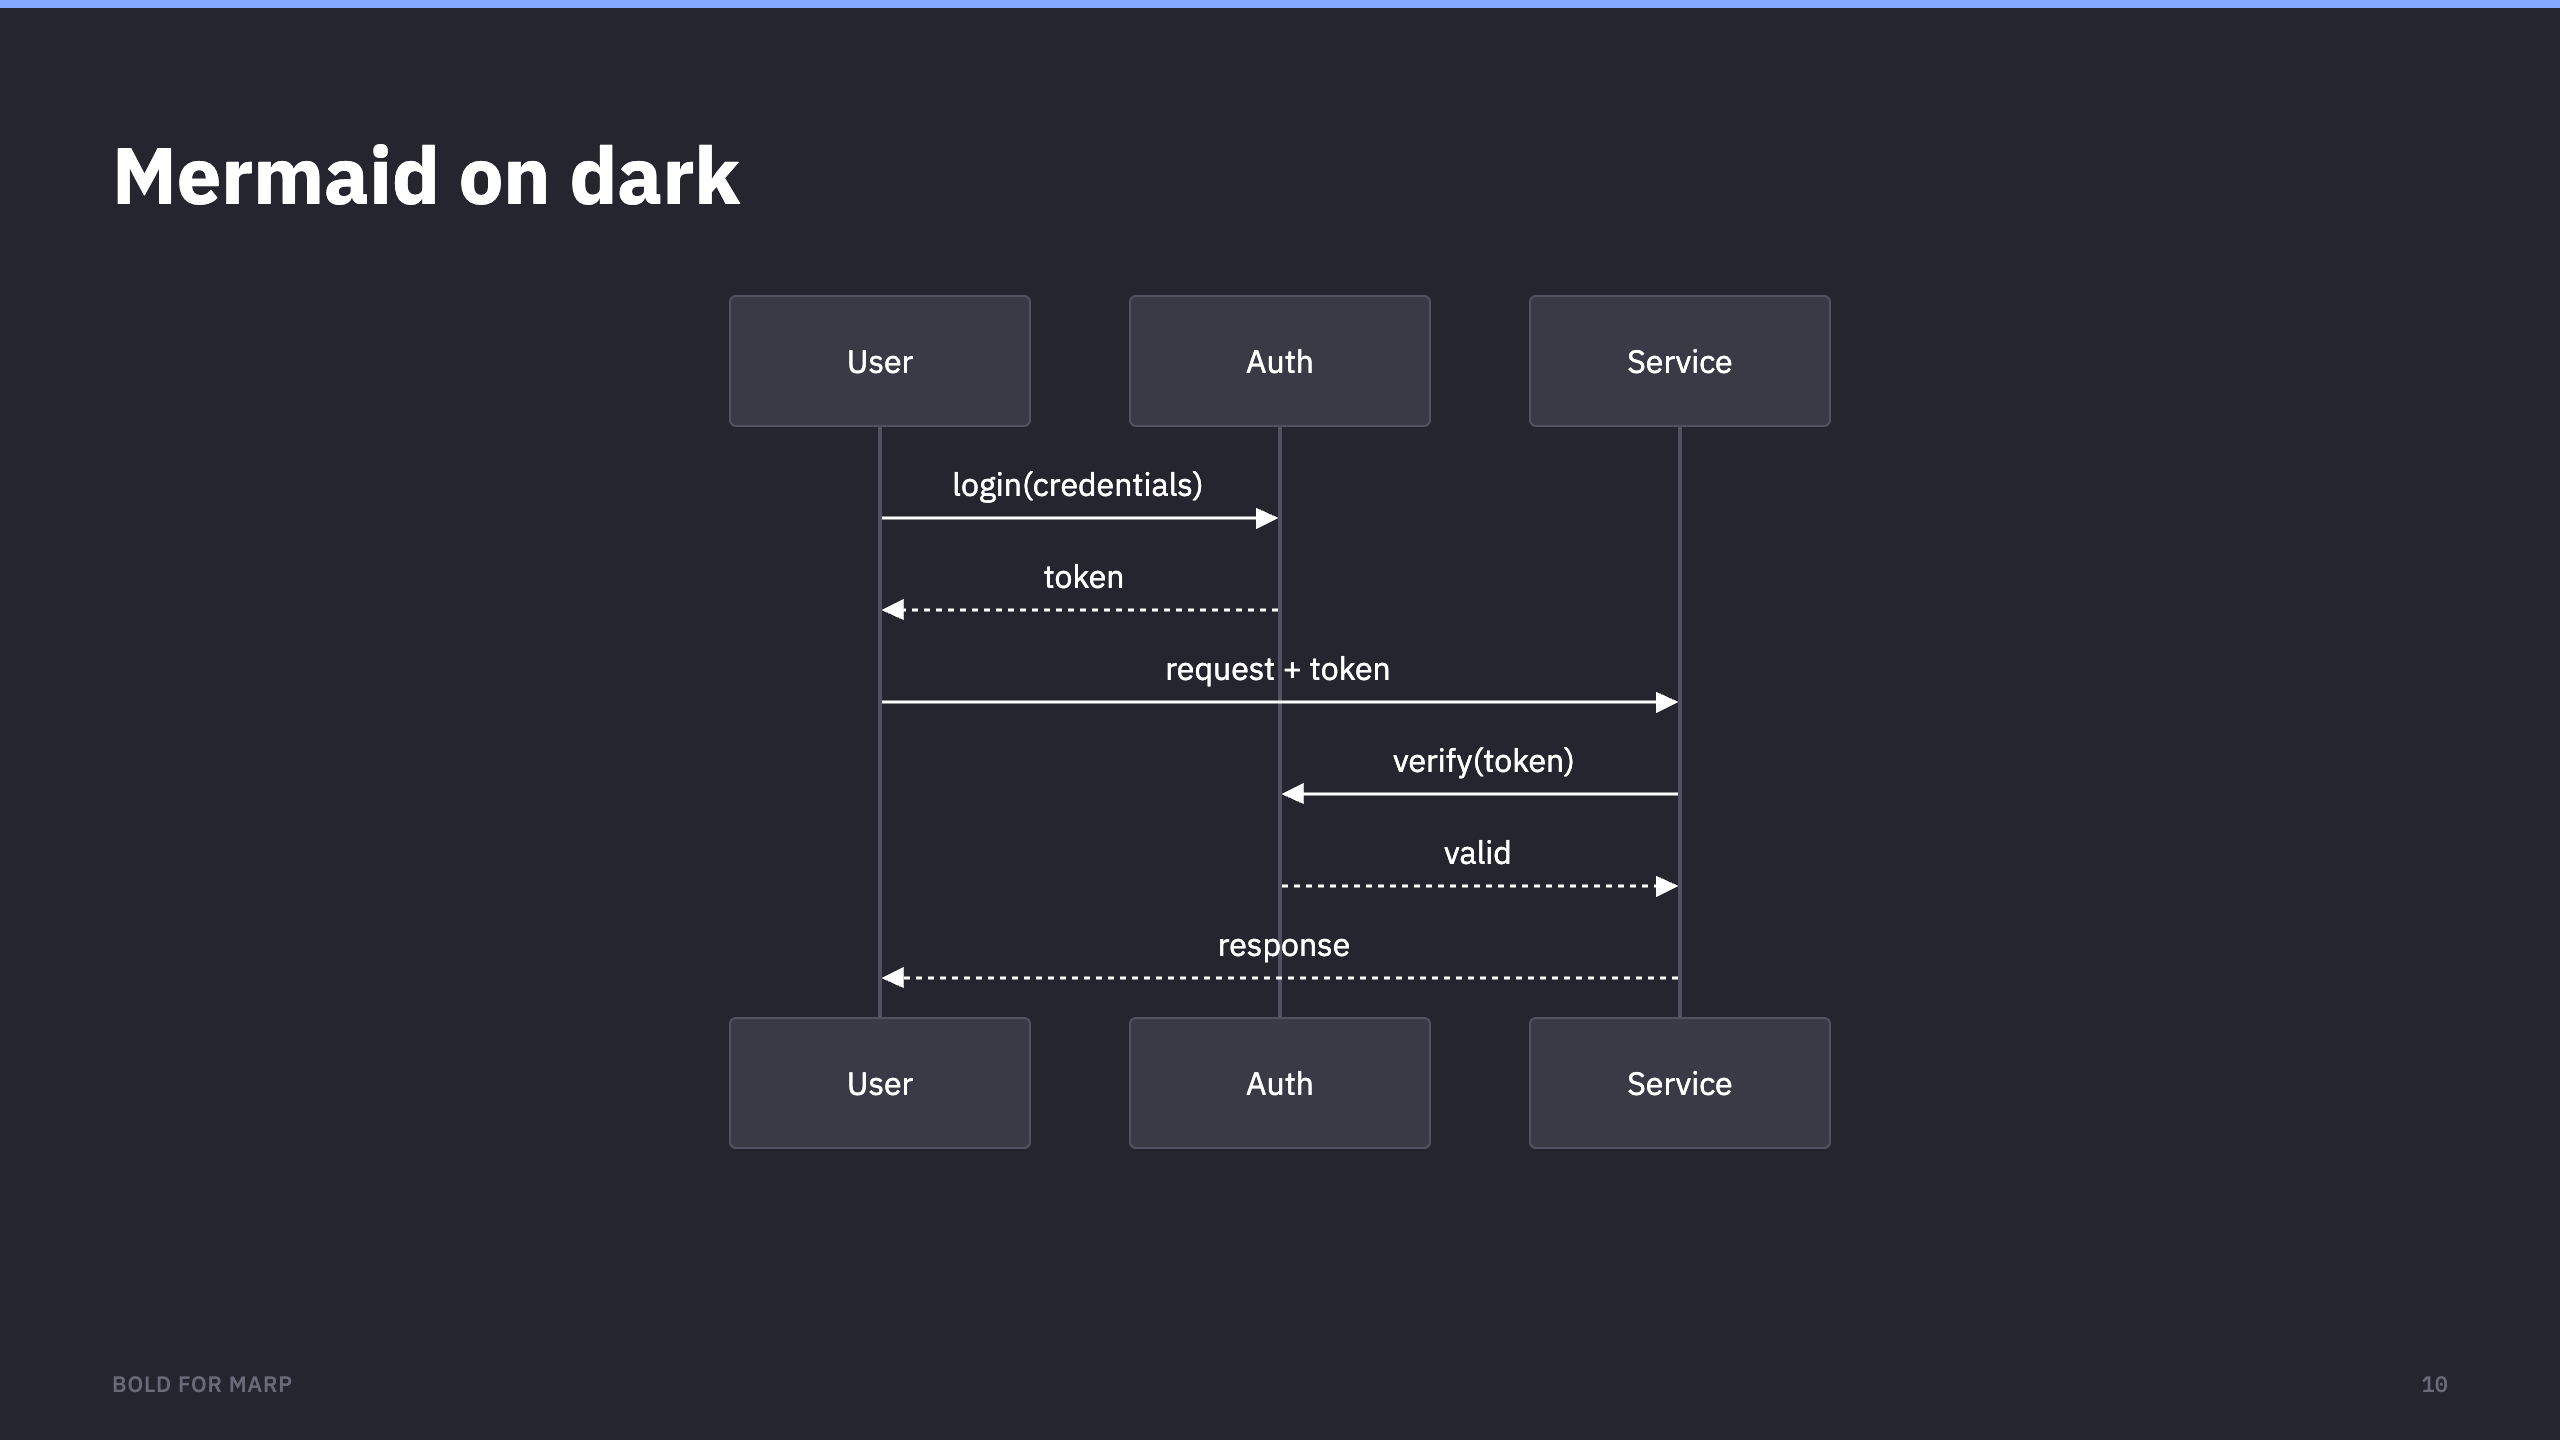 Mermaid on dark
User
Auth
Service
login(credentials)
token
request + token
verify(token)
valid
response
User
Auth
Service
BOLD FOR MARP
10